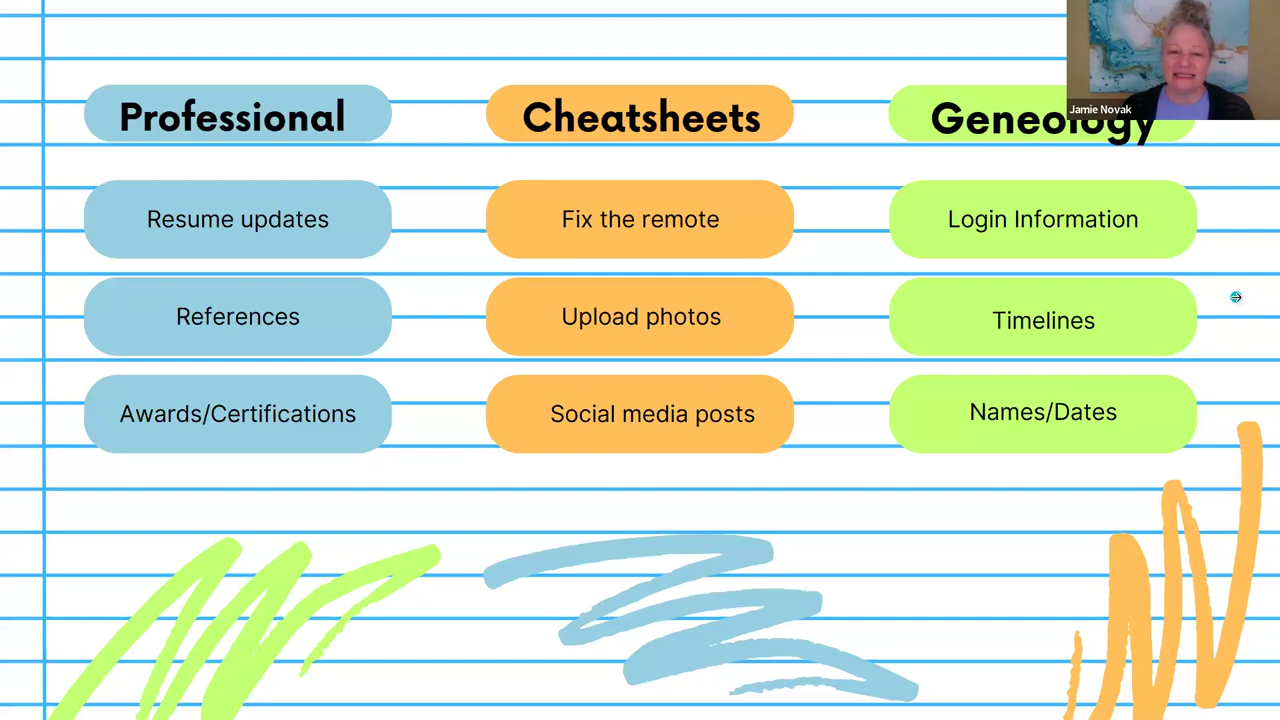 Professional
Cheatsheets
Geneology
Jamie Novak
Resume updates
Fix the remote
Login Information
References
Upload photos
Timelines
Awards/Certifications
Social media posts
Names/Dates